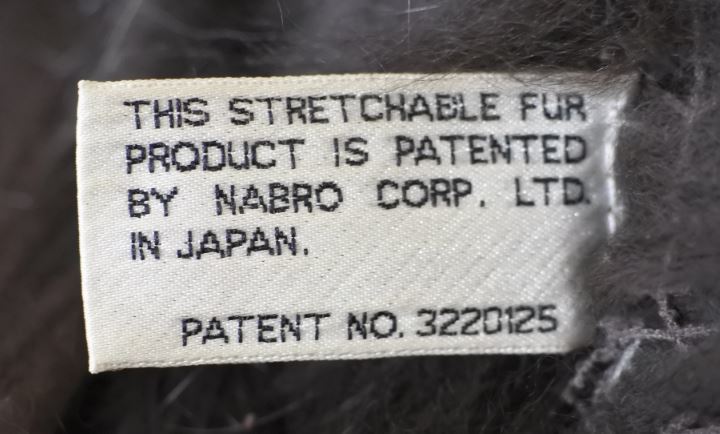 THIS STRETCHABLE FUR
PRODUCT IS PATENTED
BY NABRO CORP. LTD.
IN JAPAN.
PATENT NO. 3220125